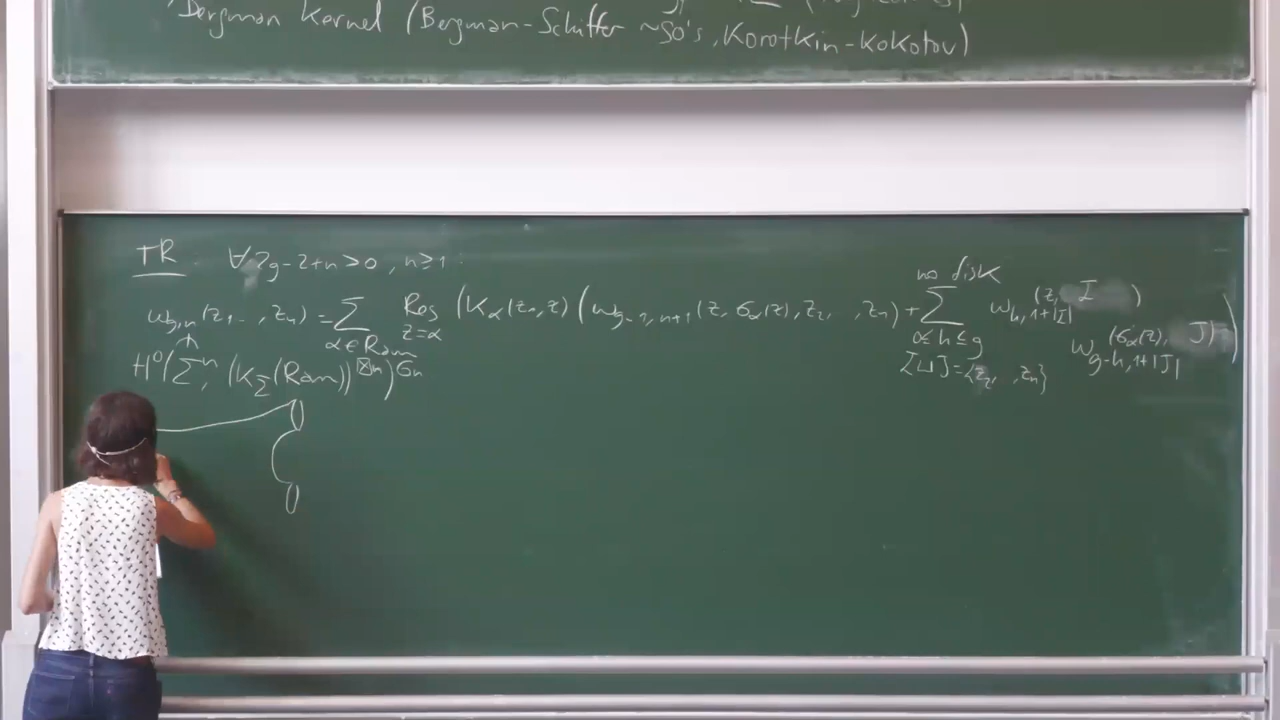 Bergman Kernel (Bergman-Schiffer ~50's, Korotkin-Kokotov)
TR : ∀ 2g-2+n>0, n≥1 :
no disk
ω_{g,n}(z_1 .. , z_n) = ∑_{α∈Ram} Res_{z=α} (K_α(z_1,z) (ω_{g-1,n+1}(z, σ_α(z), z_2, , z_n) + ∑_{0≤h≤g, I⊔J={z_2, , z_n}} ω_{h,1+|I|}(z, I) ω_{g-h,1+|J|}(σ_α(z), J)))
H^0(Σ^n, (K_Σ(Ram))^{⊠n})^{σ_n}